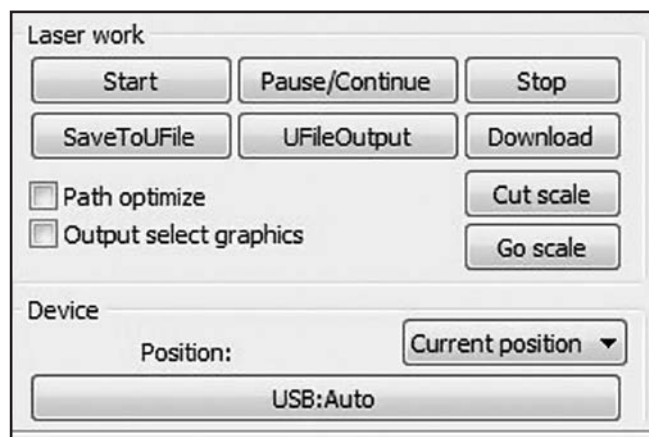 Laser work
Start Pause/Continue Stop
SaveToUFile UFileOutput Download
Path optimize Cut scale
Output select graphics
Go scale
Device
Position: Current position
USB:Auto